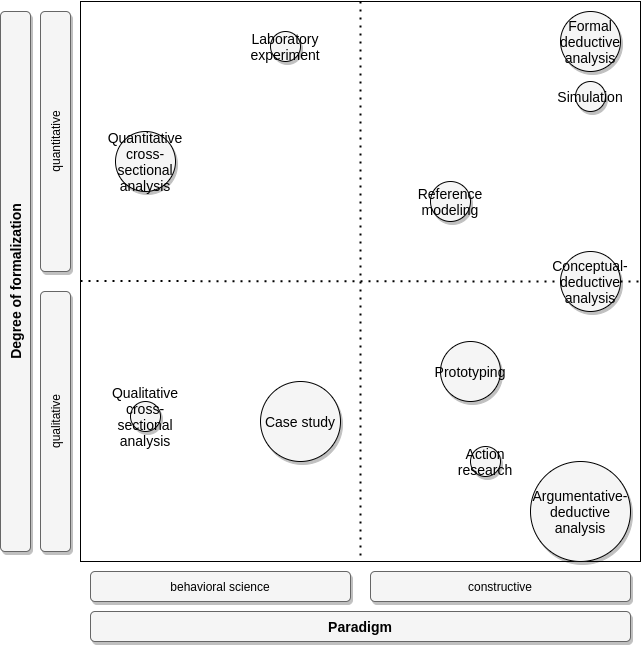 Degree of formalization
quantitative
qualitative
Laboratory
experiment
Formal
deductive
analysis
Simulation
Quantitative
cross-
sectional
analysis
Reference
modeling
Conceptual-
deductive
analysis
Prototyping
Qualitative
cross-
sectional
analysis
Case study
Action
research
Argumentative-
deductive
analysis
behavioral science
constructive
Paradigm